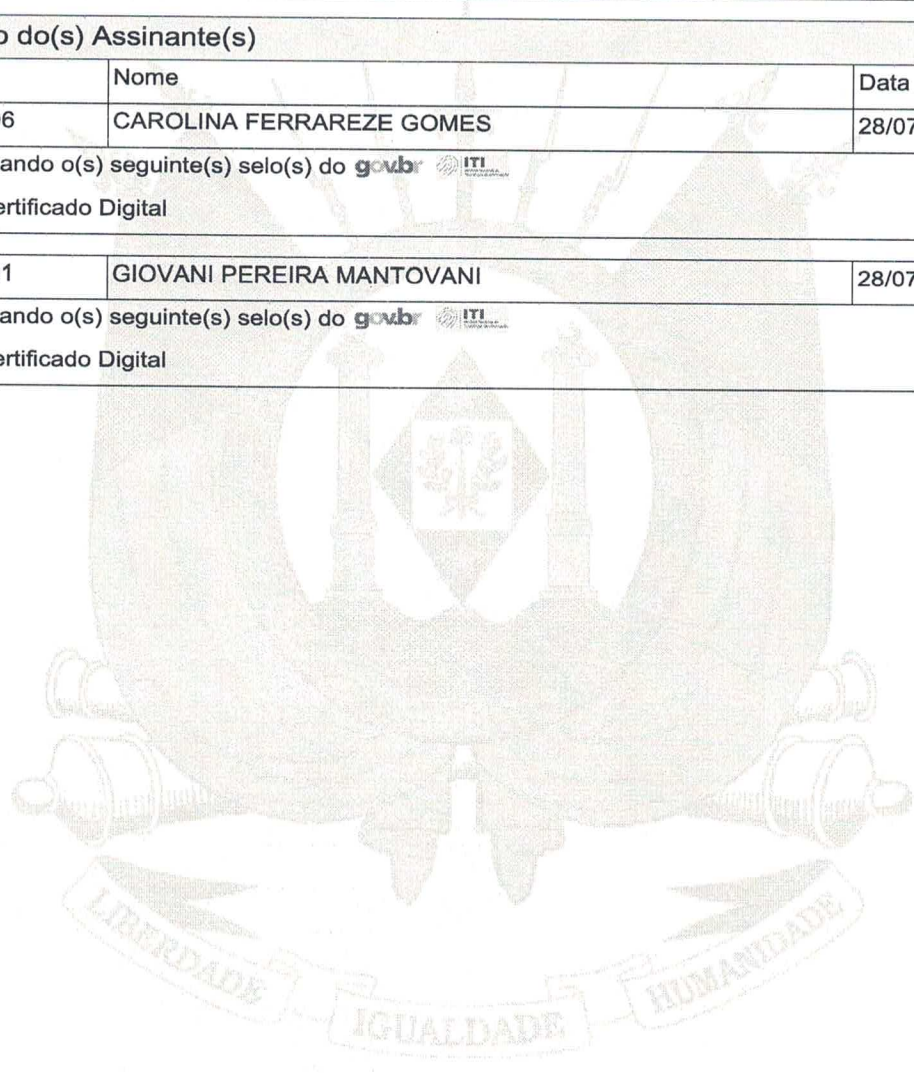 o do(s) Assinante(s)
Nome Data
6 CAROLINA FERRAREZE GOMES 28/07
ando o(s) seguinte(s) selo(s) do gov.br ITI
ertificado Digital
1 GIOVANI PEREIRA MANTOVANI 28/07
ando o(s) seguinte(s) selo(s) do gov.br ITI
ertificado Digital
LIBERDADE IGUALDADE HUMANIDADE